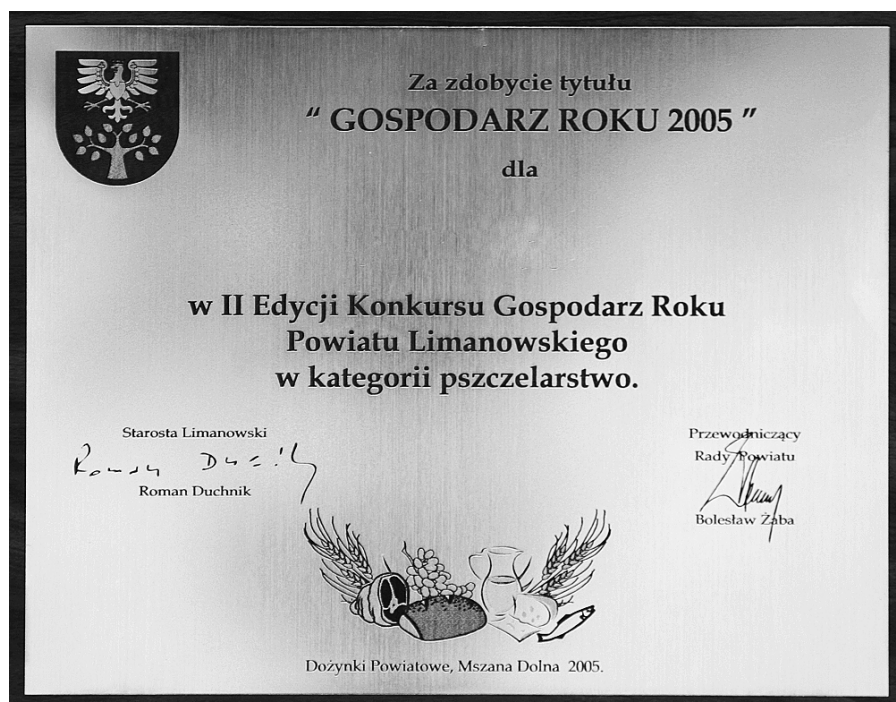 Za zdobycie tytułu
“ GOSPODARZ ROKU 2005 ”
dla
w II Edycji Konkursu Gospodarz Roku
Powiatu Limanowskiego
w kategorii pszczelarstwo.
Starosta Limanowski
Roman Duchnik
Przewodniczący
Rady Powiatu
Bolesław Żaba
Dożynki Powiatowe, Mszana Dolna 2005.